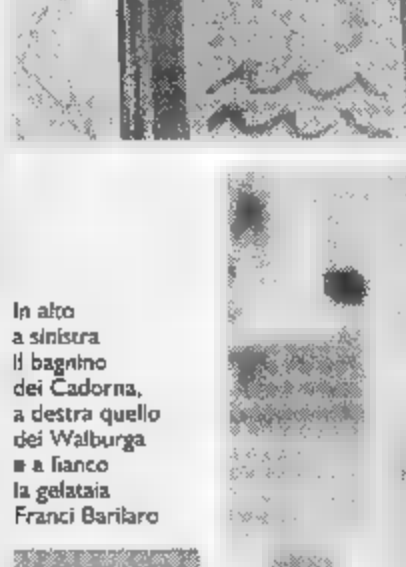 In alto
a sinistra
il bagnino
dei Cadorna,
a destra quello
dei Walburga
e a fianco
la gelataia
Franci Barilaro